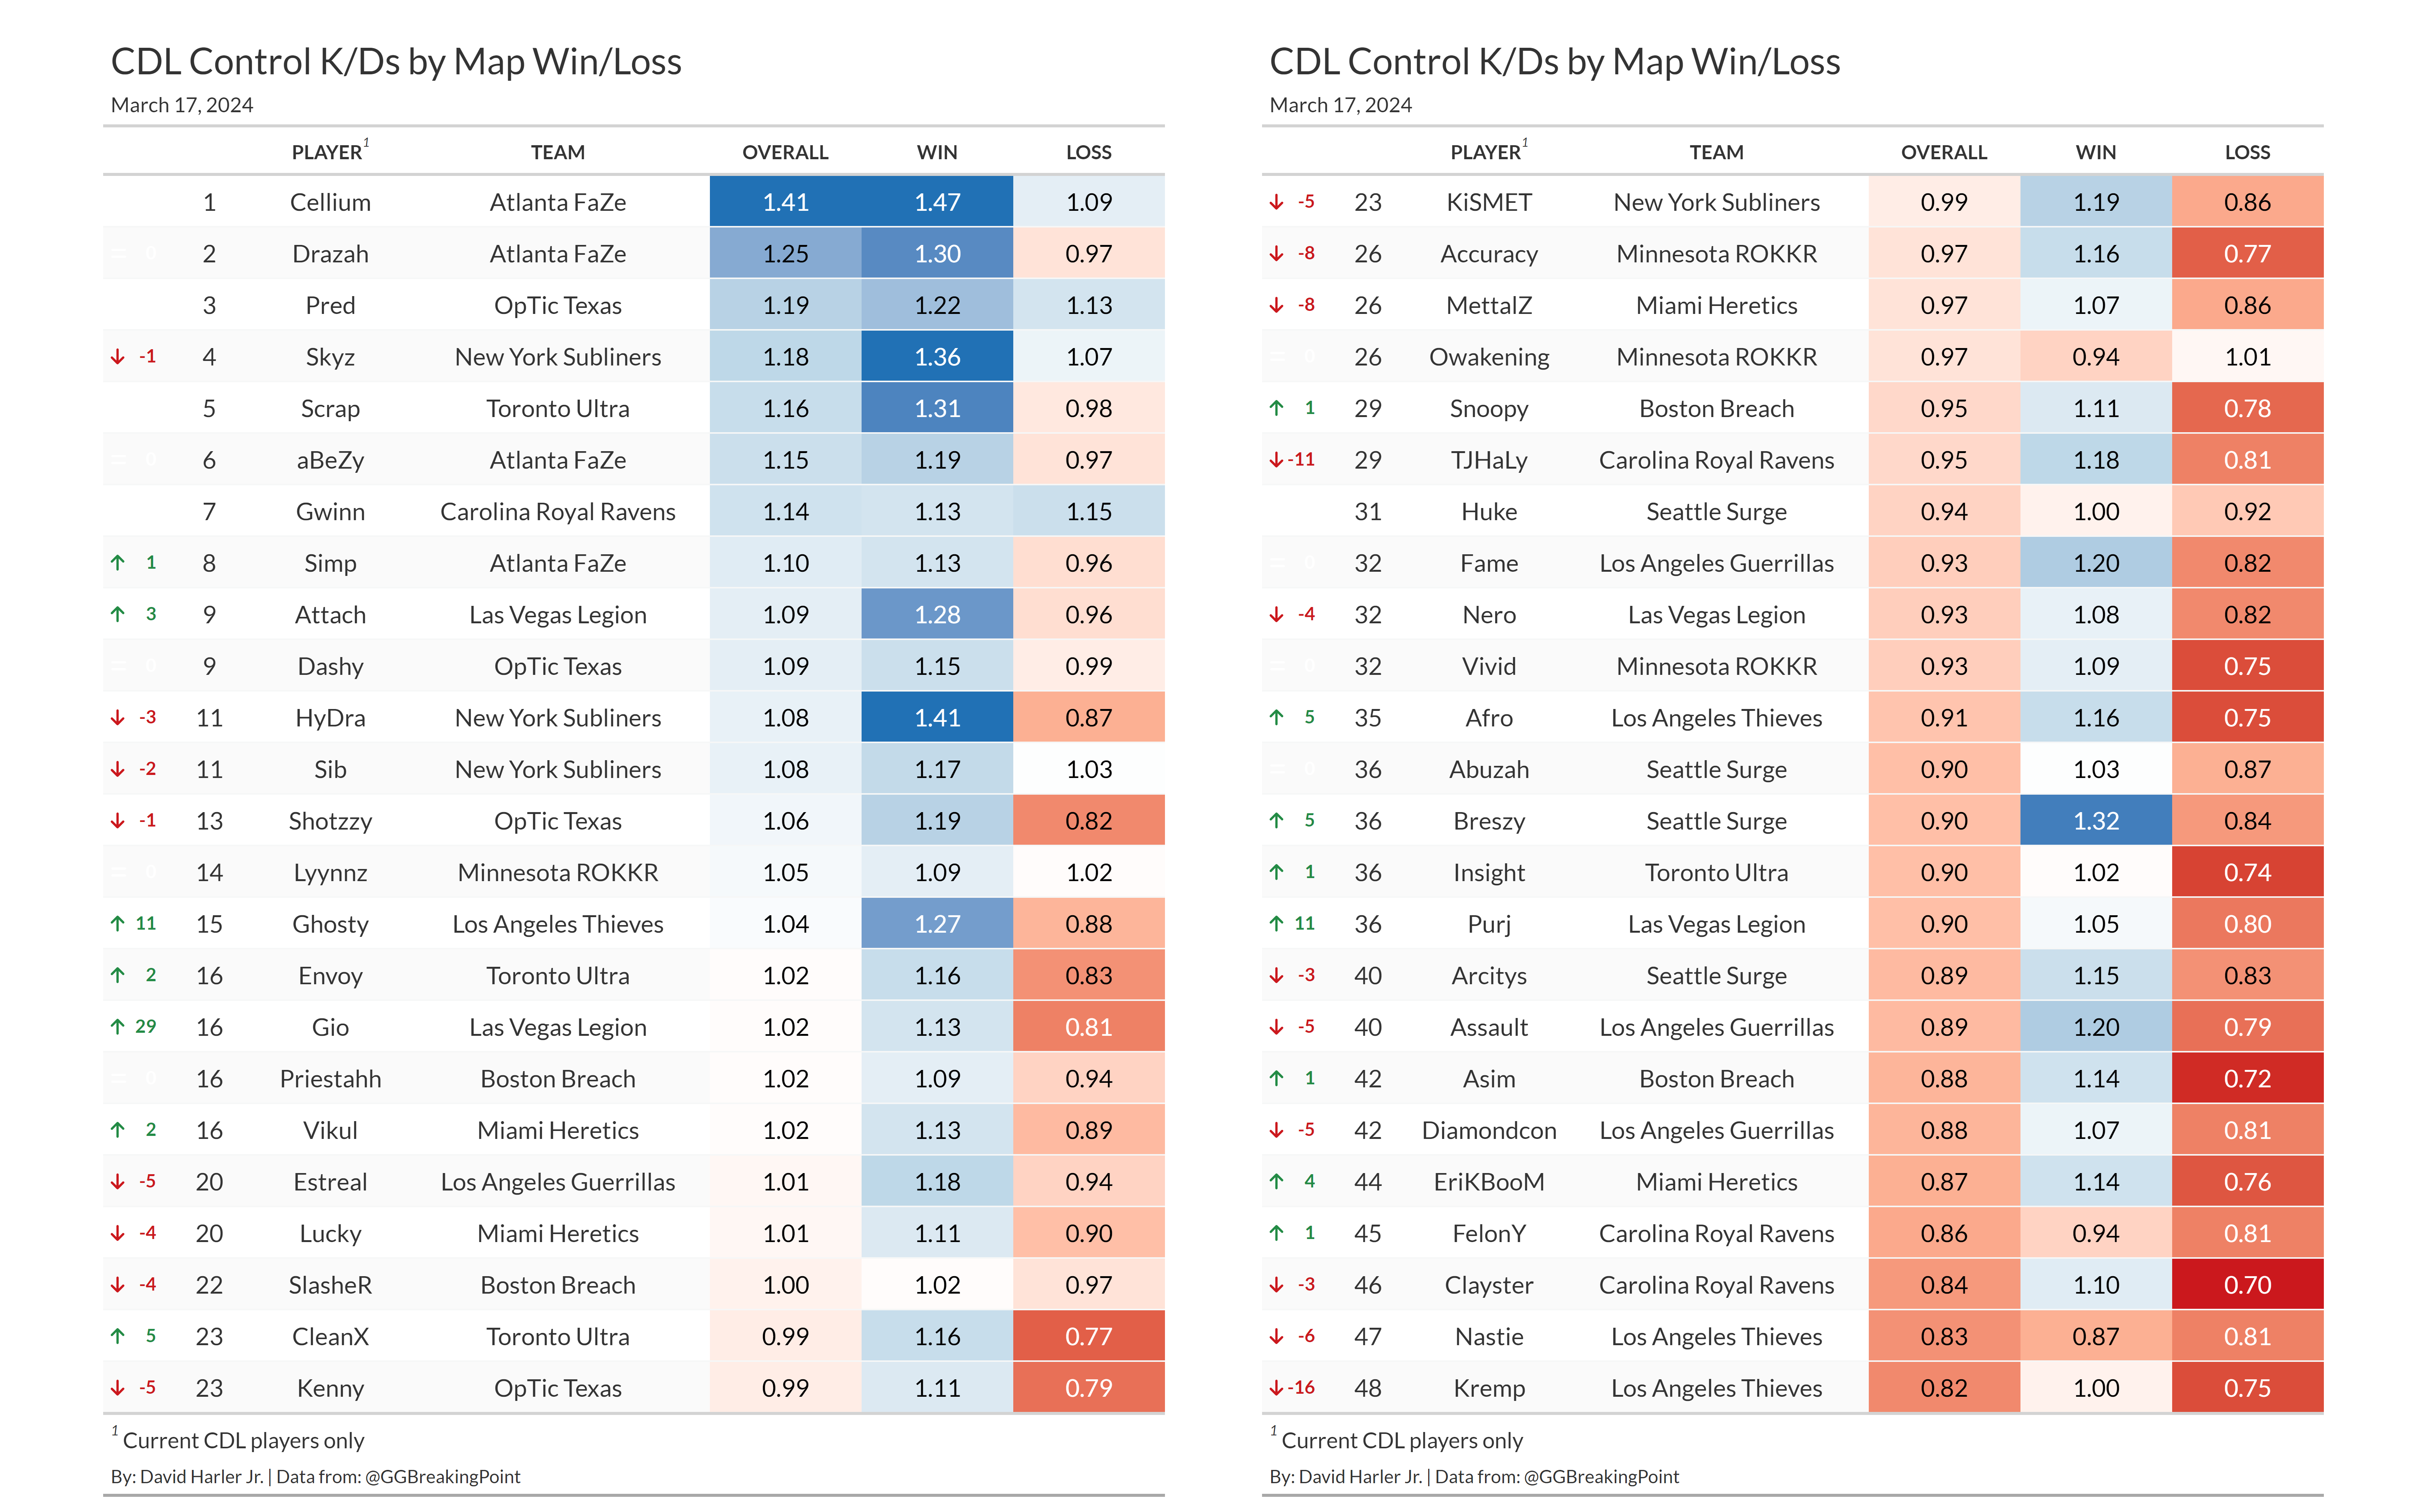 CDL Control K/Ds by Map Win/Loss
March 17, 2024
PLAYER1 TEAM OVERALL WIN LOSS
1 Cellium Atlanta FaZe 1.41 1.47 1.09
= 0 2 Drazah Atlanta FaZe 1.25 1.30 0.97
3 Pred OpTic Texas 1.19 1.22 1.13
↓ -1 4 Skyz New York Subliners 1.18 1.36 1.07
5 Scrap Toronto Ultra 1.16 1.31 0.98
= 0 6 aBeZy Atlanta FaZe 1.15 1.19 0.97
7 Gwinn Carolina Royal Ravens 1.14 1.13 1.15
↑ 1 8 Simp Atlanta FaZe 1.10 1.13 0.96
↑ 3 9 Attach Las Vegas Legion 1.09 1.28 0.96
= 0 9 Dashy OpTic Texas 1.09 1.15 0.99
↓ -3 11 HyDra New York Subliners 1.08 1.41 0.87
↓ -2 11 Sib New York Subliners 1.08 1.17 1.03
↓ -1 13 Shotzzy OpTic Texas 1.06 1.19 0.82
= 0 14 Lyynnz Minnesota ROKKR 1.05 1.09 1.02
↑ 11 15 Ghosty Los Angeles Thieves 1.04 1.27 0.88
↑ 2 16 Envoy Toronto Ultra 1.02 1.16 0.83
↑ 29 16 Gio Las Vegas Legion 1.02 1.13 0.81
= 0 16 Priestahh Boston Breach 1.02 1.09 0.94
↑ 2 16 Vikul Miami Heretics 1.02 1.13 0.89
↓ -5 20 Estreal Los Angeles Guerrillas 1.01 1.18 0.94
↓ -4 20 Lucky Miami Heretics 1.01 1.11 0.90
↓ -4 22 SlasheR Boston Breach 1.00 1.02 0.97
↑ 5 23 CleanX Toronto Ultra 0.99 1.16 0.77
↓ -5 23 Kenny OpTic Texas 0.99 1.11 0.79
1 Current CDL players only
By: David Harler Jr. | Data from: @GGBreakingPoint
CDL Control K/Ds by Map Win/Loss
March 17, 2024
PLAYER1 TEAM OVERALL WIN LOSS
↓ -5 23 KiSMET New York Subliners 0.99 1.19 0.86
↓ -8 26 Accuracy Minnesota ROKKR 0.97 1.16 0.77
↓ -8 26 MettalZ Miami Heretics 0.97 1.07 0.86
= 0 26 Owakening Minnesota ROKKR 0.97 0.94 1.01
↑ 1 29 Snoopy Boston Breach 0.95 1.11 0.78
↓ -11 29 TJHaLy Carolina Royal Ravens 0.95 1.18 0.81
31 Huke Seattle Surge 0.94 1.00 0.92
= 0 32 Fame Los Angeles Guerrillas 0.93 1.20 0.82
↓ -4 32 Nero Las Vegas Legion 0.93 1.08 0.82
= 0 32 Vivid Minnesota ROKKR 0.93 1.09 0.75
↑ 5 35 Afro Los Angeles Thieves 0.91 1.16 0.75
= 0 36 Abuzah Seattle Surge 0.90 1.03 0.87
↑ 5 36 Breszy Seattle Surge 0.90 1.32 0.84
↑ 1 36 Insight Toronto Ultra 0.90 1.02 0.74
↑ 11 36 Purj Las Vegas Legion 0.90 1.05 0.80
↓ -3 40 Arcitys Seattle Surge 0.89 1.15 0.83
↓ -5 40 Assault Los Angeles Guerrillas 0.89 1.20 0.79
↑ 1 42 Asim Boston Breach 0.88 1.14 0.72
↓ -5 42 Diamondcon Los Angeles Guerrillas 0.88 1.07 0.81
↑ 4 44 EriKBooM Miami Heretics 0.87 1.14 0.76
↑ 1 45 FelonY Carolina Royal Ravens 0.86 0.94 0.81
↓ -3 46 Clayster Carolina Royal Ravens 0.84 1.10 0.70
↓ -6 47 Nastie Los Angeles Thieves 0.83 0.87 0.81
↓ -16 48 Kremp Los Angeles Thieves 0.82 1.00 0.75
1 Current CDL players only
By: David Harler Jr. | Data from: @GGBreakingPoint